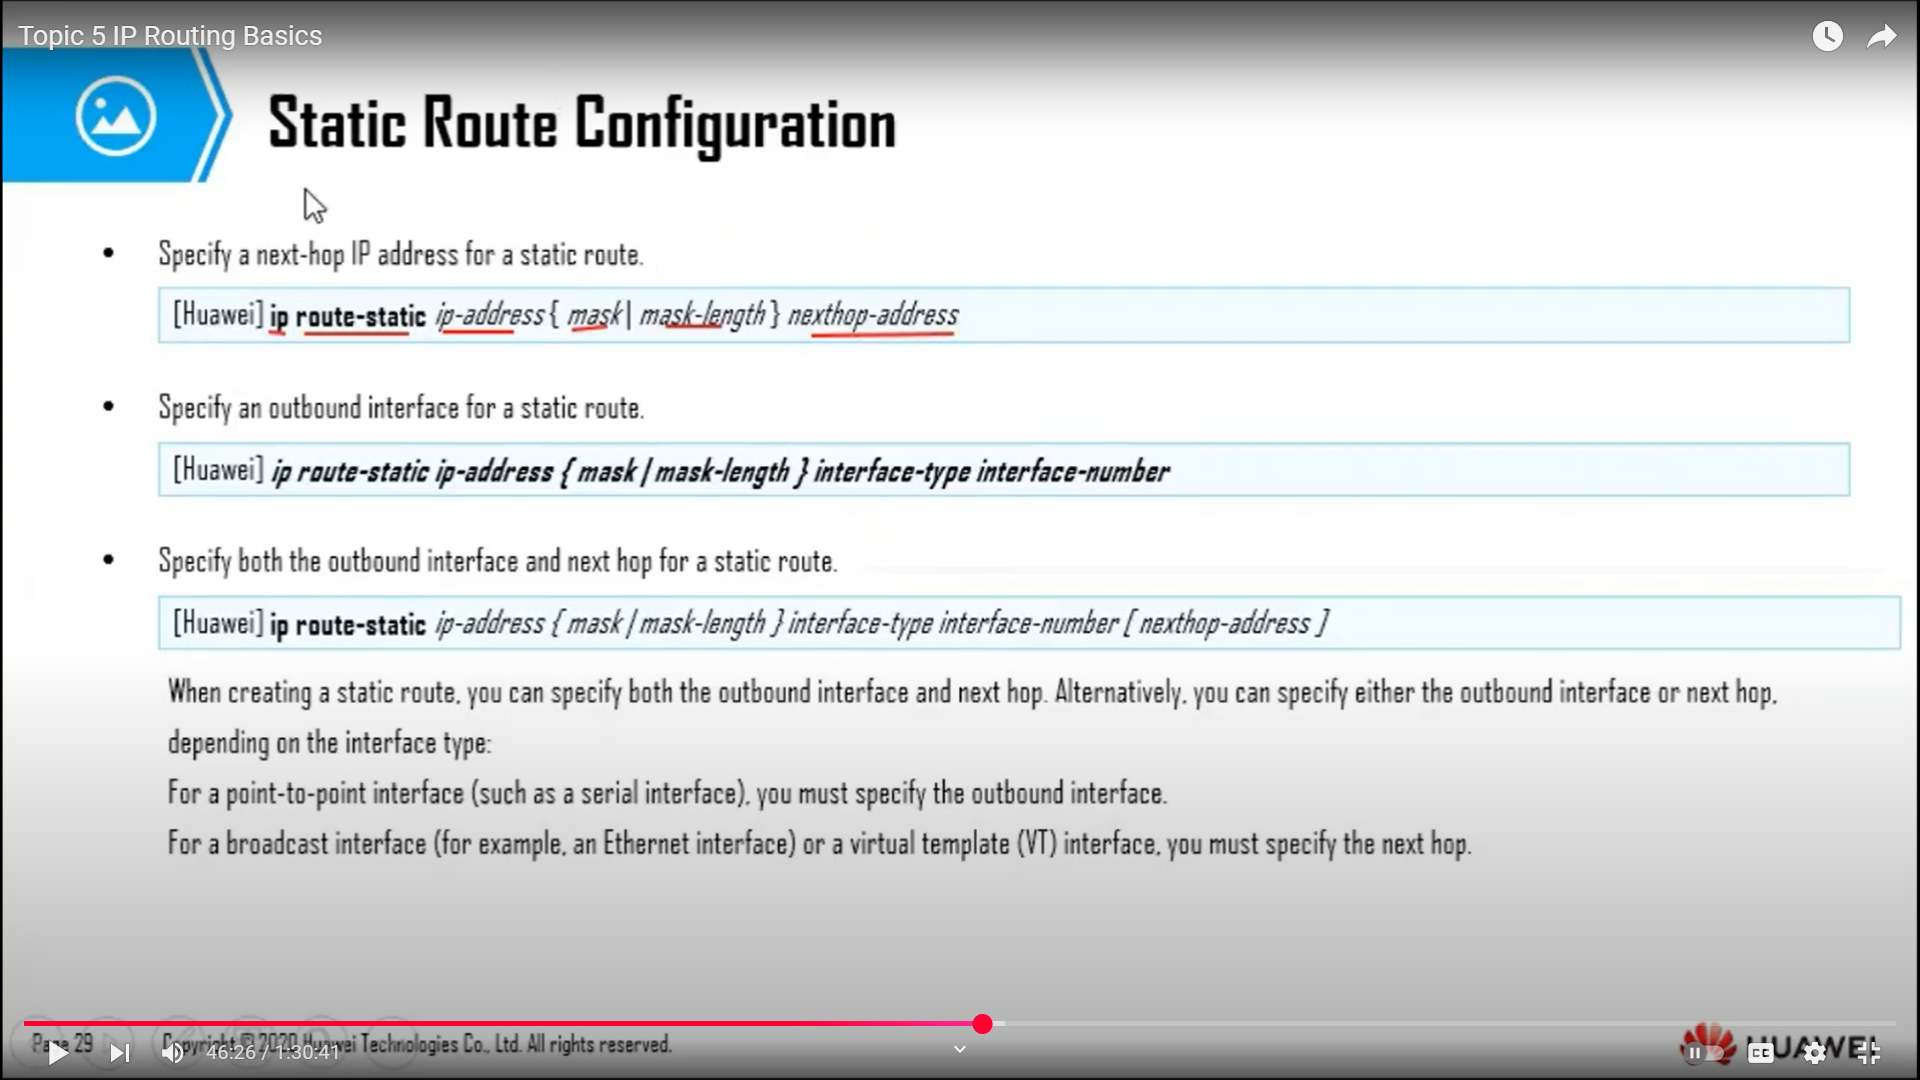 Topic 5 IP Routing Basics
Static Route Configuration
• Specify a next-hop IP address for a static route.
[Huawei] ip route-static ip-address { mask | mask-length } nexthop-address
• Specify an outbound interface for a static route.
[Huawei] ip route-static ip-address { mask | mask-length } interface-type interface-number
• Specify both the outbound interface and next hop for a static route.
[Huawei] ip route-static ip-address { mask | mask-length } interface-type interface-number [ nexthop-address ]
When creating a static route, you can specify both the outbound interface and next hop. Alternatively, you can specify either the outbound interface or next hop,
depending on the interface type:
For a point-to-point interface (such as a serial interface), you must specify the outbound interface.
For a broadcast interface (for example, an Ethernet interface) or a virtual template (VT) interface, you must specify the next hop.
Page 29 Copyright © 2020 Huawei Technologies Co., Ltd. All rights reserved.
46:26 / 1:30:41
CC
HUAWEI